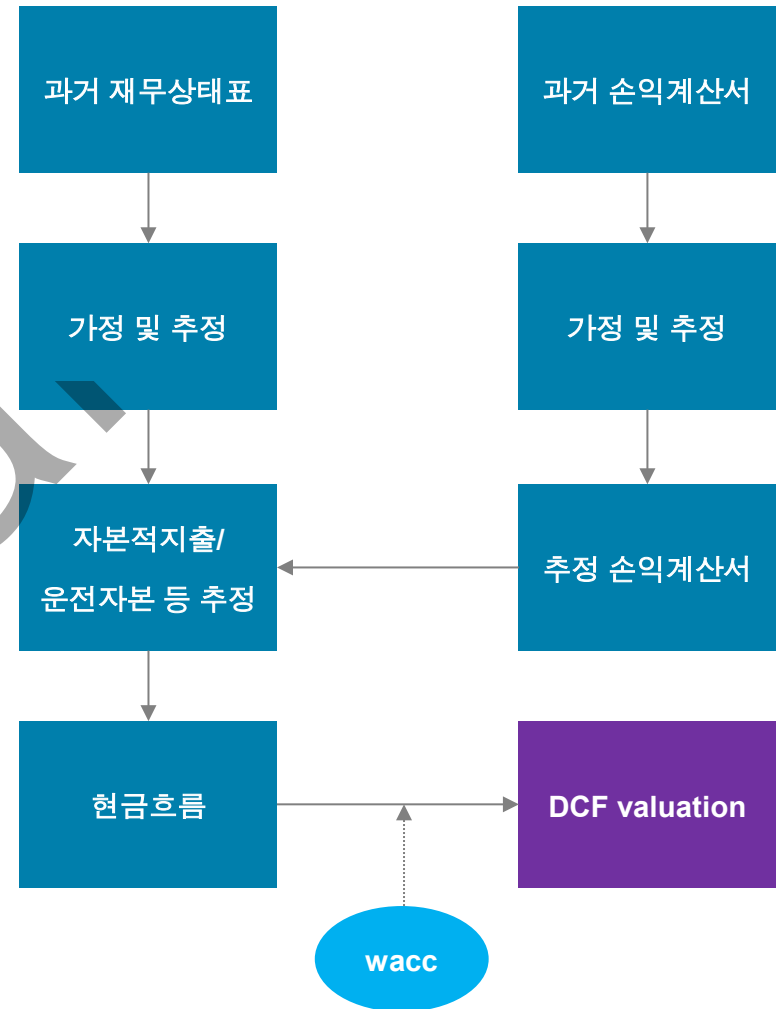 과거 재무상태표
과거 손익계산서
가정 및 추정
가정 및 추정
자본적지출/
운전자본 등 추정
추정 손익계산서
현금흐름
DCF valuation
wacc